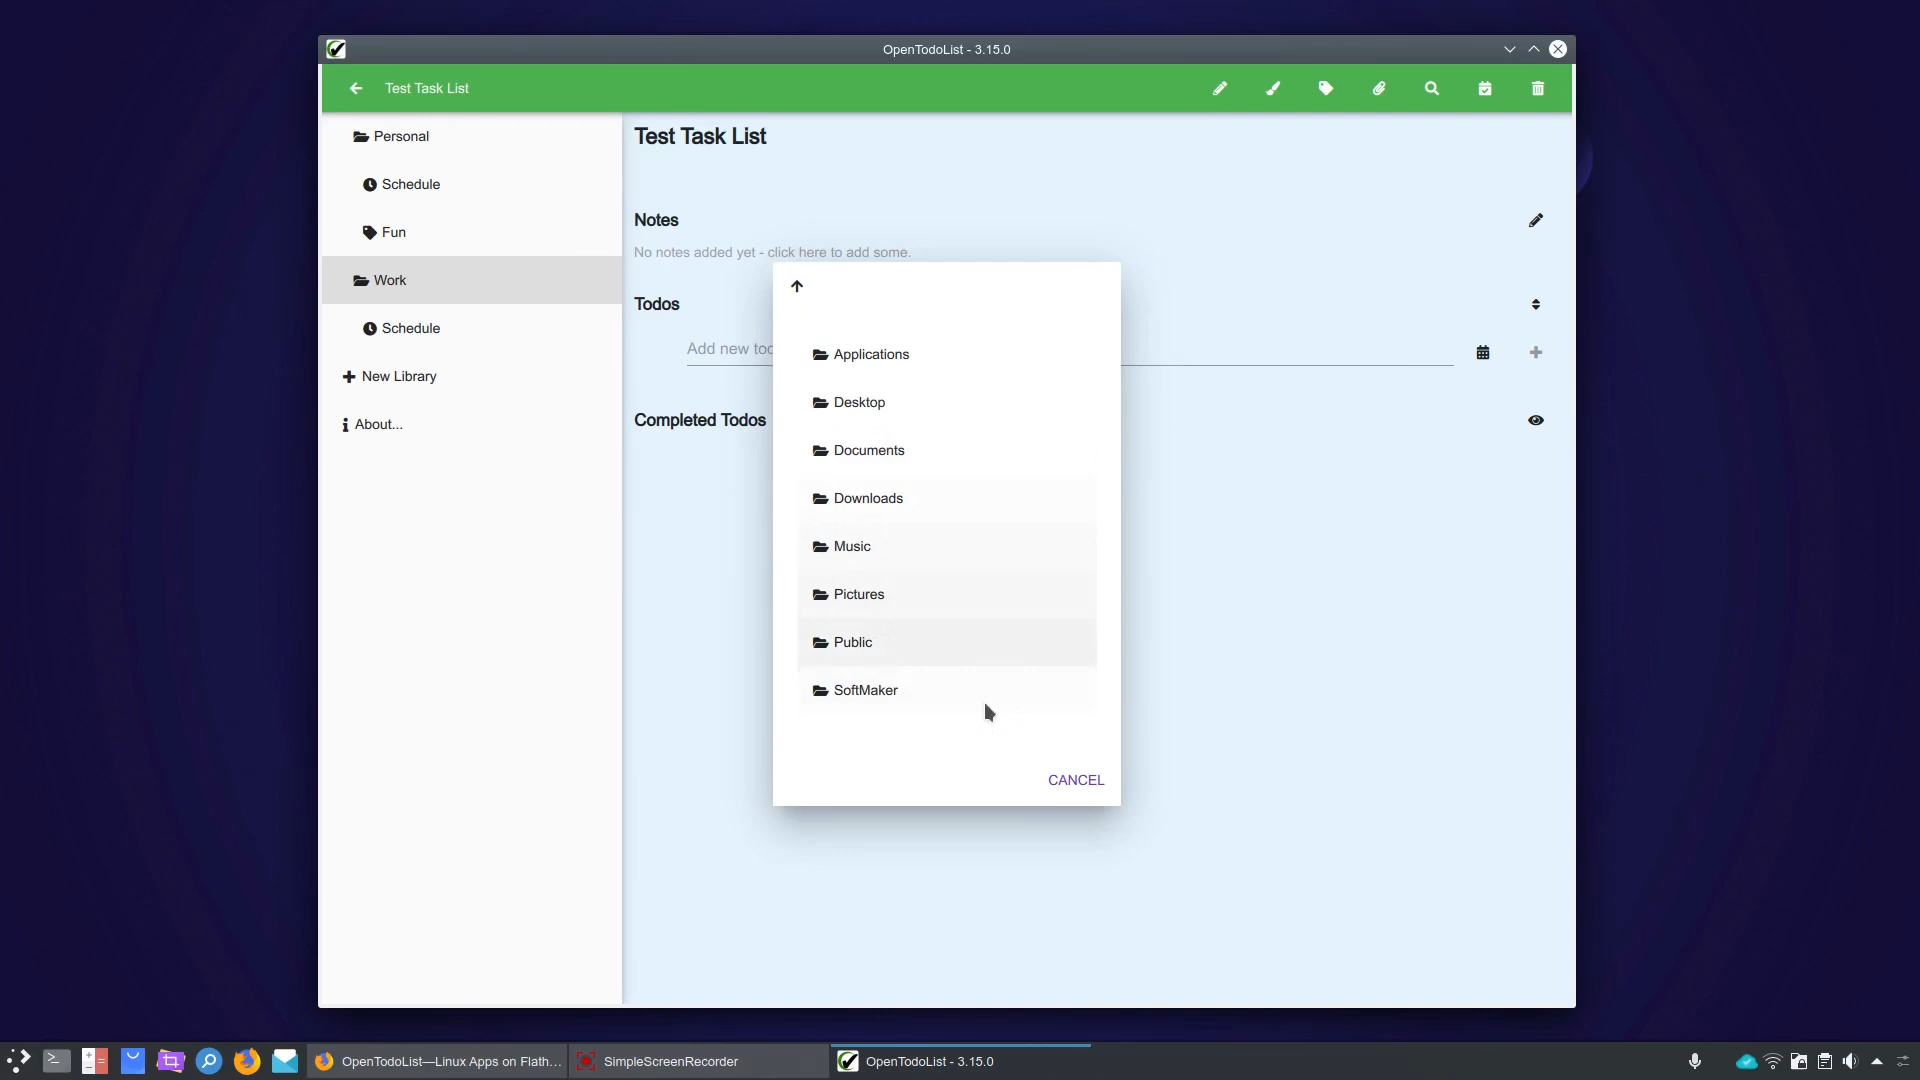 OpenTodoList - 3.15.0
Test Task List
Personal
Schedule
Fun
Work
Schedule
New Library
About...
Test Task List
Notes
No notes added yet - click here to add some.
Todos
Add new too
Completed Todos
Applications
Desktop
Documents
Downloads
Music
Pictures
Public
SoftMaker
CANCEL
OpenTodoList—Linux Apps on Flath...
SimpleScreenRecorder
OpenTodoList - 3.15.0